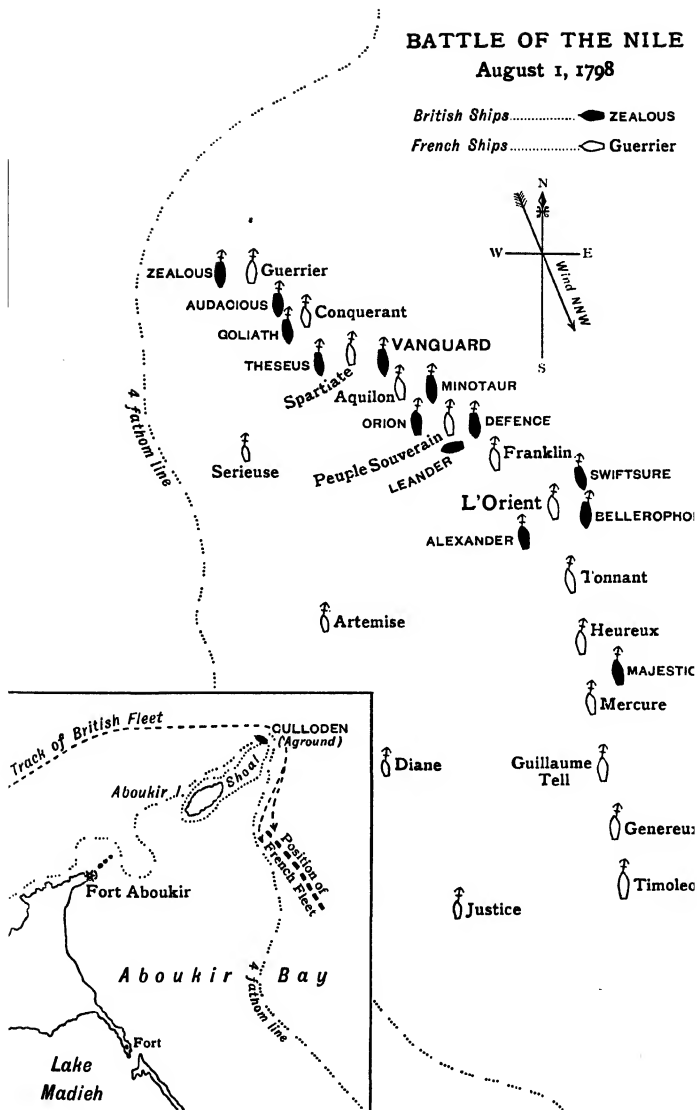 BATTLE OF THE NILE
August 1, 1798
British Ships............... ZEALOUS
French Ships............... Guerrier
N
W E
Wind NNW
S
ZEALOUS
Guerrier
AUDACIOUS
Conquerant
GOLIATH
VANGUARD
THESEUS
Spartiate
Aquilon
MINOTAUR
ORION
DEFENCE
Peuple Souverain
LEANDER
Franklin
Serieuse
4 fathom line
SWIFTSURE
L'Orient
BELLEROPHO
ALEXANDER
Tonnant
Artemise
Heureux
MAJESTIC
Mercure
Diane
Guillaume
Tell
Genereux
Timoleo
Justice
Track of British Fleet
CULLODEN
(Aground)
Shoal
Aboukir I.
Position of
French Fleet
Fort Aboukir
Aboukir Bay
4 fathom line
Fort
Lake
Madieh